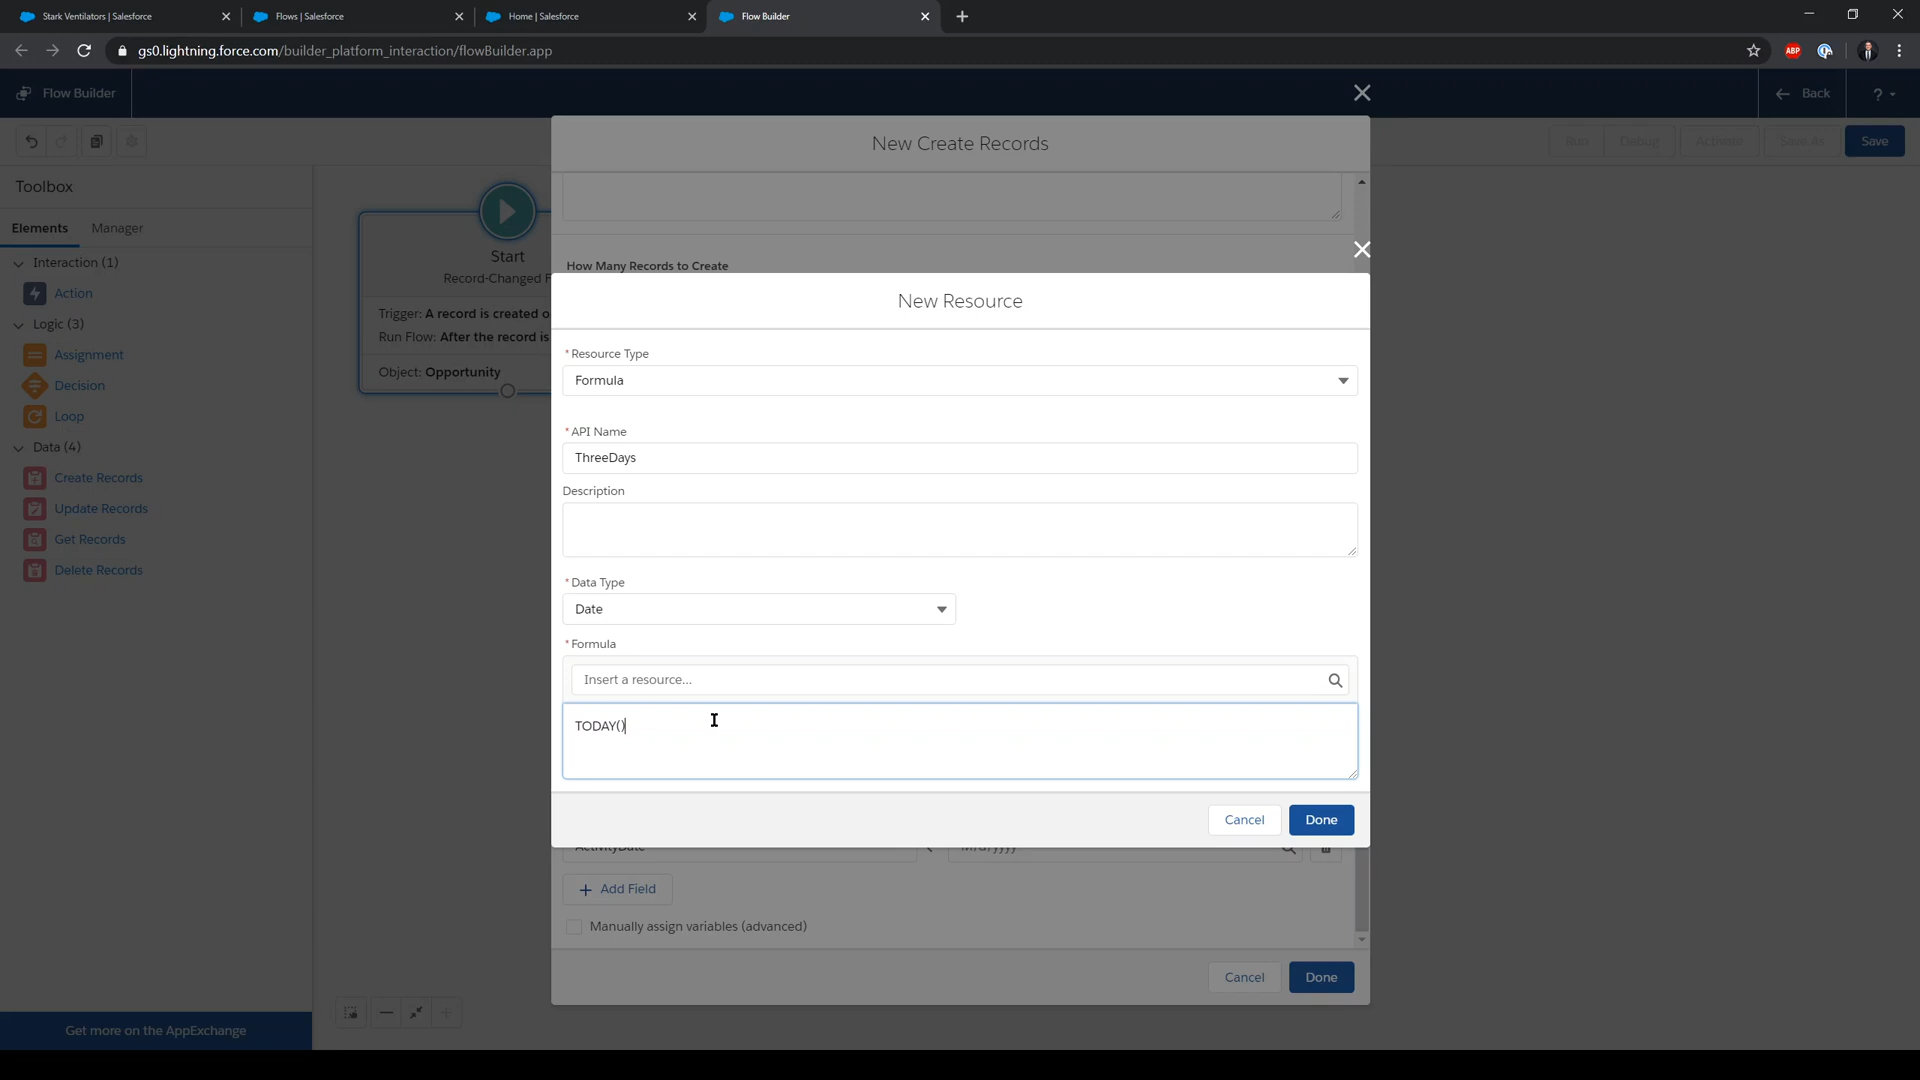 Stark Ventilators | Salesforce
Flows | Salesforce
Home | Salesforce
Flow Builder
gs0.lightning.force.com/builder_platform_interaction/flowBuilder.app
ABP
Flow Builder
Back
?
New Create Records
Run
Debug
Activate
Save As
Save
Toolbox
Elements
Manager
Interaction (1)
Action
Logic (3)
Assignment
Decision
Loop
Data (4)
Create Records
Update Records
Get Records
Delete Records
Get more on the AppExchange
Start
Record-Changed F
Trigger: A record is created o
Run Flow: After the record is
Object: Opportunity
How Many Records to Create
New Resource
*Resource Type
Formula
*API Name
ThreeDays
Description
*Data Type
Date
*Formula
Insert a resource...
TODAY()
Cancel
Done
ActivityDate
M/d/yyyy
Add Field
Manually assign variables (advanced)
Cancel
Done